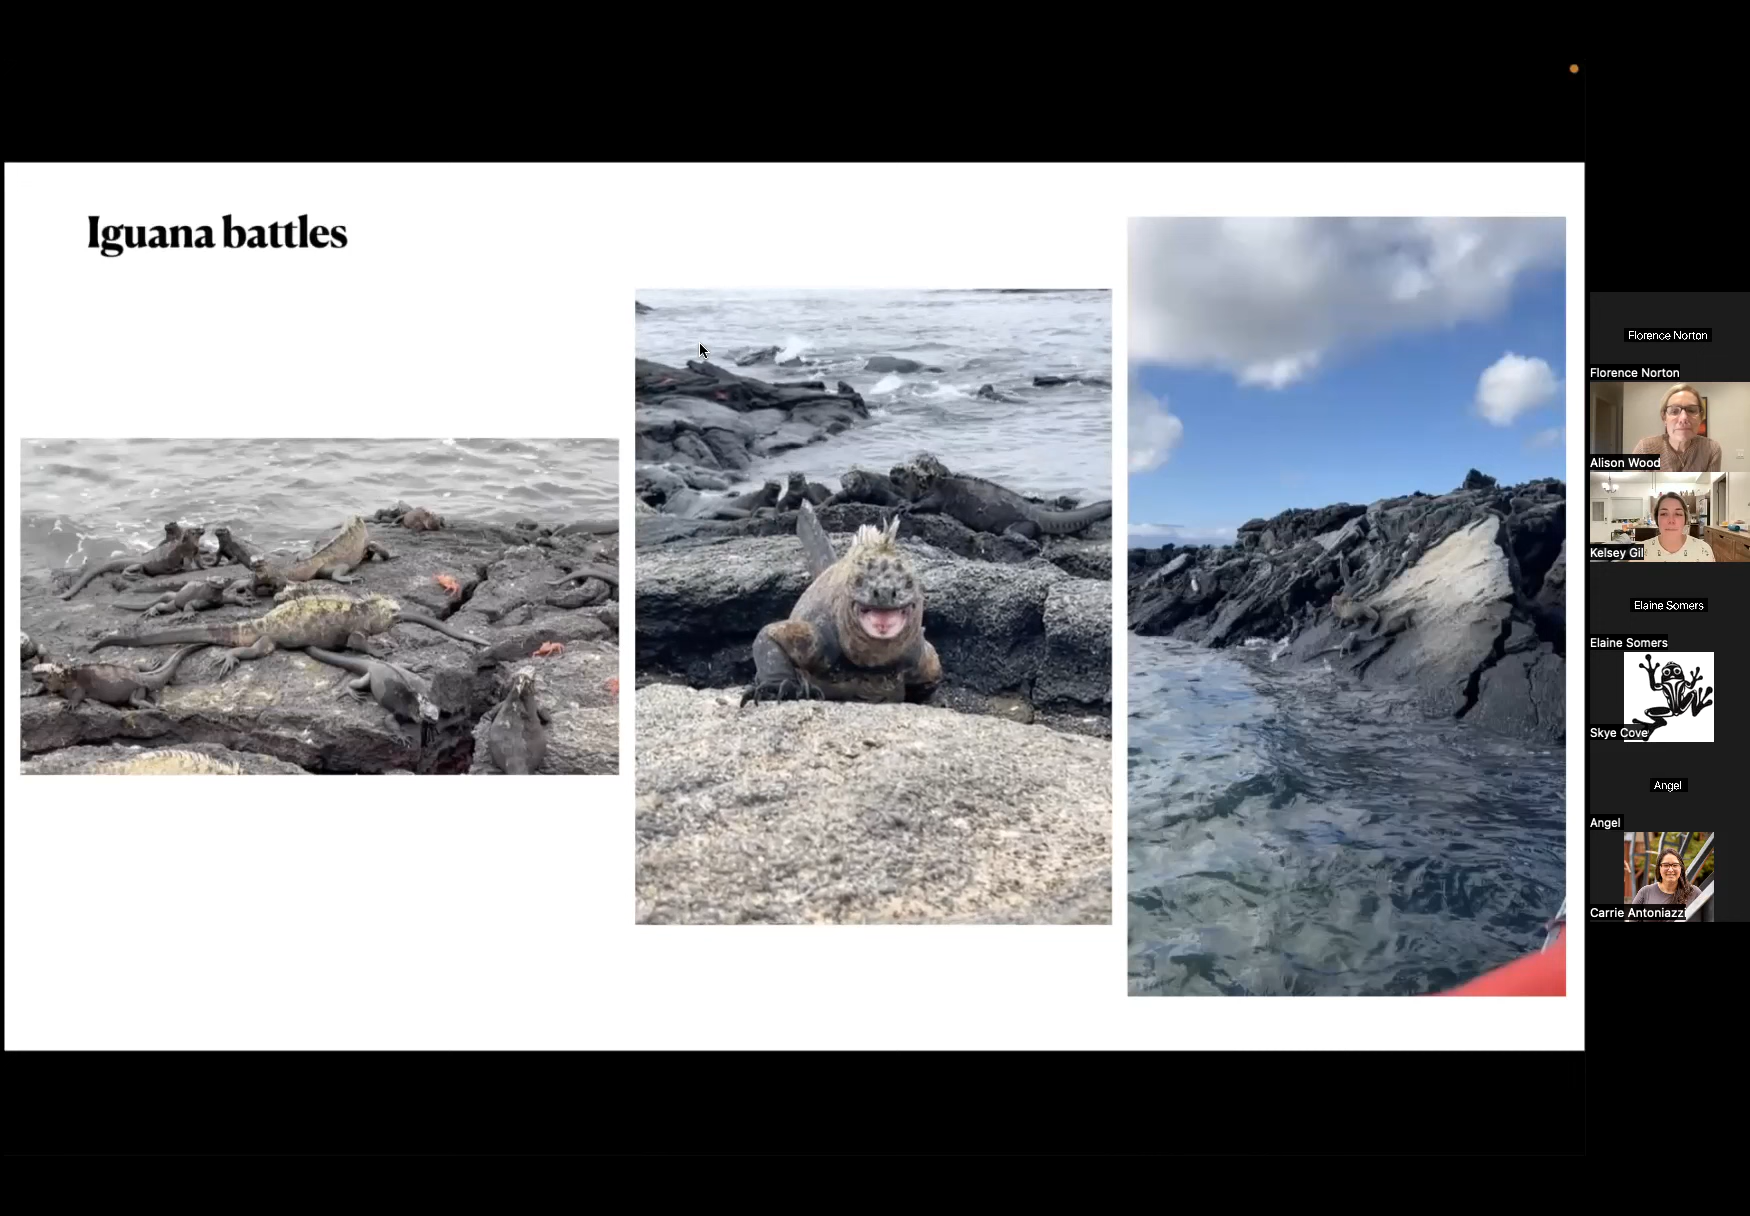 Iguana battles
Florence Norton
Florence Norton
Alison Wood
Kelsey Gil
Elaine Somers
Elaine Somers
Skye Cove
Angel
Angel
Carrie Antoniazzi